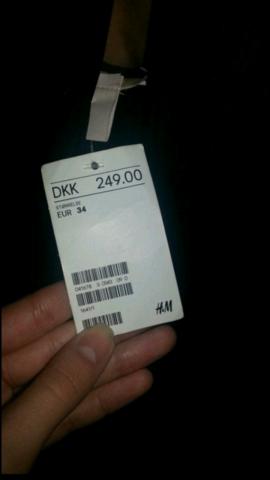 DKK 249.00
STØRRELSE
EUR 34
H&M